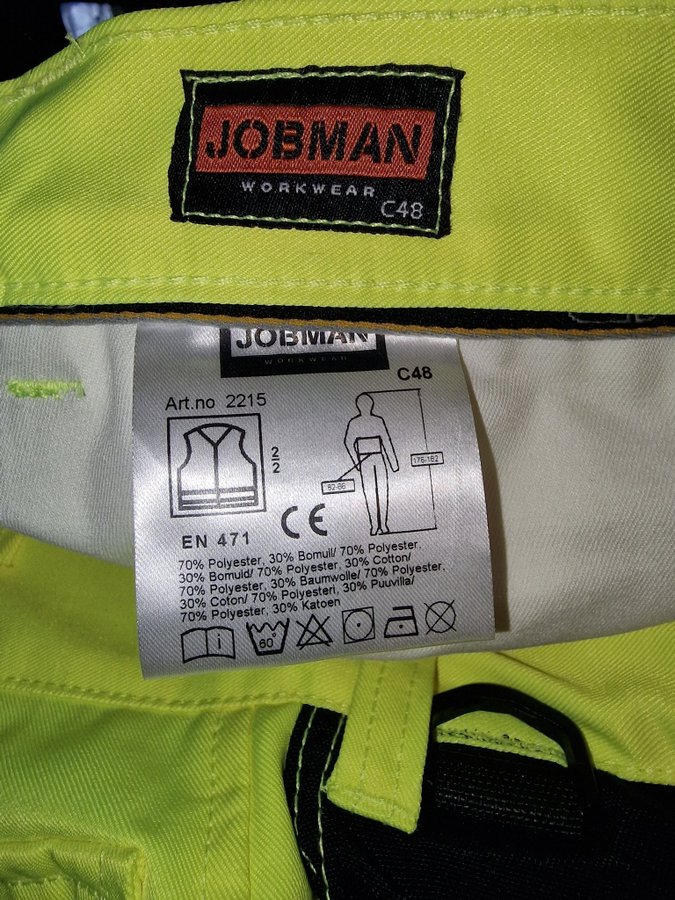 JOBMAN
WORKWEAR
C48
JOBMAN
WORKWEAR
C48
Art.no 2215
2
2
82-86
176-182
CE
EN 471
70% Polyester, 30% Bomull/ 70% Polyester,
30% Bomuld/ 70% Polyester, 30% Cotton/
70% Polyester, 30% Baumwolle/ 70% Polyester,
30% Coton/ 70% Polyesteri, 30% Puuvilla/
70% Polyester, 30% Katoen
i
60